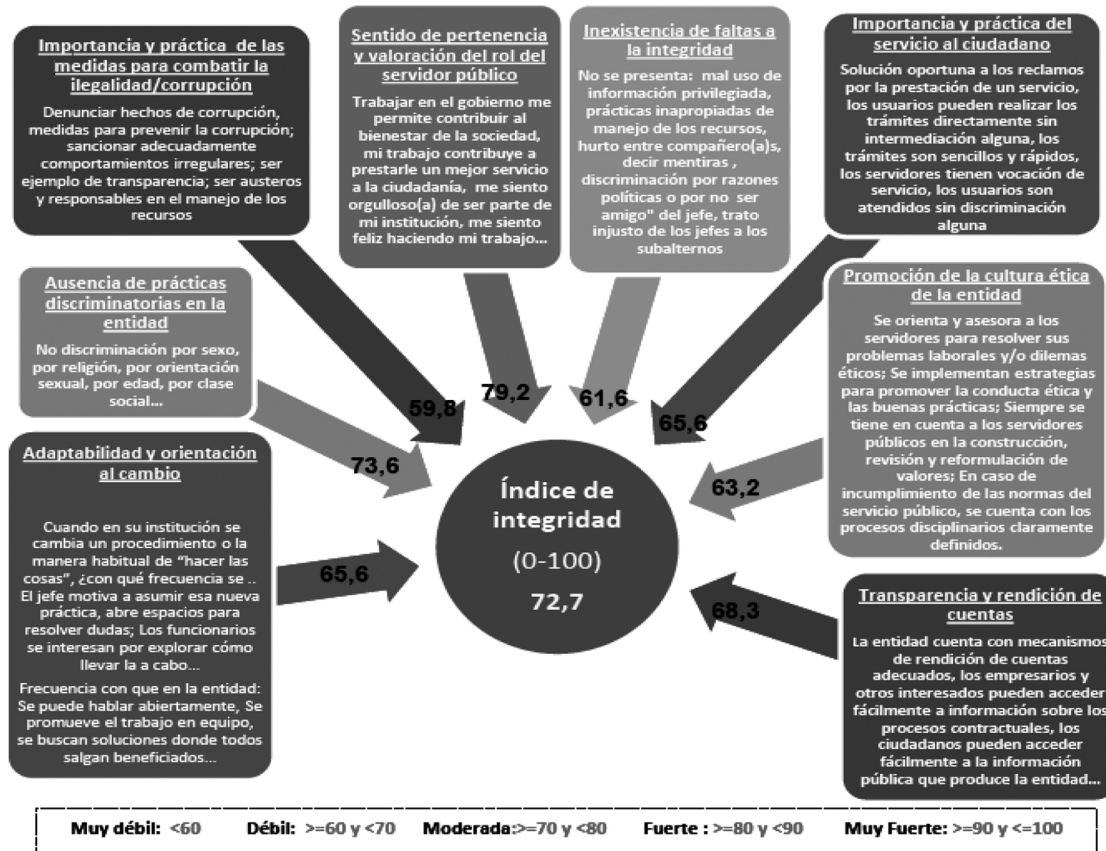 Importancia y práctica de las
medidas para combatir la
ilegalidad/corrupción
Denunciar hechos de corrupción,
medidas para prevenir la corrupción;
sancionar adecuadamente
comportamientos irregulares; ser
ejemplo de transparencia; ser austeros
y responsables en el manejo de los
recursos
Sentido de pertenencia
y valoración del rol del
servidor público
Trabajar en el gobierno me
permite contribuir al
bienestar de la sociedad,
mi trabajo contribuye a
prestarle un mejor servicio
a la ciudadanía, me siento
orgulloso(a) de ser parte de
mi institución, me siento
feliz haciendo mi trabajo...
Inexistencia de faltas a
la integridad
No se presenta: mal uso de
información privilegiada,
prácticas inapropiadas de
manejo de los recursos,
hurto entre compañero(a)s,
decir mentiras ,
discriminación por razones
políticas o por no ser
amigo" del jefe, trato
injusto de los jefes a los
subalternos
Importancia y práctica del
servicio al ciudadano
Solución oportuna a los reclamos
por la prestación de un servicio,
los usuarios pueden realizar los
trámites directamente sin
intermediación alguna, los
trámites son sencillos y rápidos,
los servidores tienen vocación de
servicio, los usuarios son
atendidos sin discriminación
alguna
Ausencia de prácticas
discriminatorias en la
entidad
No discriminación por sexo,
por religión, por orientación
sexual, por edad, por clase
social...
Promoción de la cultura ética
de la entidad
Se orienta y asesora a los
servidores para resolver sus
problemas laborales y/o dilemas
éticos; Se implementan estrategias
para promover la conducta ética y
las buenas prácticas; Siempre se
tiene en cuenta a los servidores
públicos en la construcción,
revisión y reformulación de
valores; En caso de
incumplimiento de las normas del
servicio público, se cuenta con los
procesos disciplinarios claramente
definidos.
Adaptabilidad y orientación
al cambio
Cuando en su institución se
cambia un procedimiento o la
manera habitual de “hacer las
cosas”, ¿con qué frecuencia se ..
El jefe motiva a asumir esa nueva
práctica, abre espacios para
resolver dudas; Los funcionarios
se interesan por explorar cómo
llevar la a cabo...
Frecuencia con que en la entidad:
Se puede hablar abiertamente, Se
promueve el trabajo en equipo,
se buscan soluciones donde todos
salgan beneficiados...
Transparencia y rendición de
cuentas
La entidad cuenta con mecanismos
de rendición de cuentas
adecuados, los empresarios y
otros interesados pueden acceder
fácilmente a información sobre los
procesos contractuales, los
ciudadanos pueden acceder
fácilmente a la información
pública que produce la entidad...
59,8
79,2
61,6
65,6
73,6
63,2
65,6
68,3
Índice de
integridad
(0-100)
72,7
Muy débil: <60 Débil: >=60 y <70 Moderada:>=70 y <80 Fuerte : >=80 y <90 Muy Fuerte: >=90 y <=100